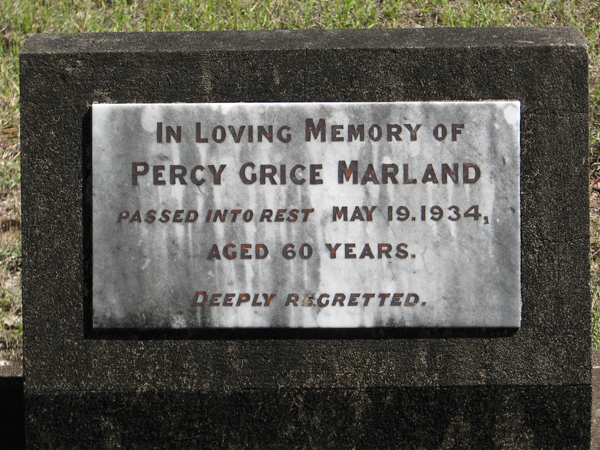 IN LOVING MEMORY OF
PERCY GRICE MARLAND
PASSED INTO REST MAY 19.1934,
AGED 60 YEARS.
DEEPLY REGRETTED.